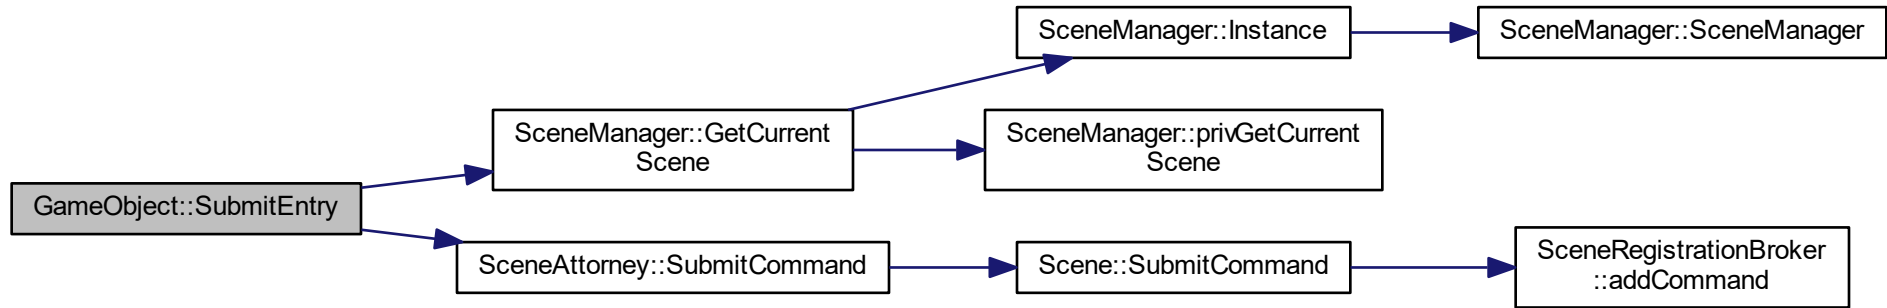 SceneManager::Instance
SceneManager::SceneManager
SceneManager::GetCurrent
Scene
SceneManager::privGetCurrent
Scene
GameObject::SubmitEntry
SceneAttorney::SubmitCommand
Scene::SubmitCommand
SceneRegistrationBroker
::addCommand